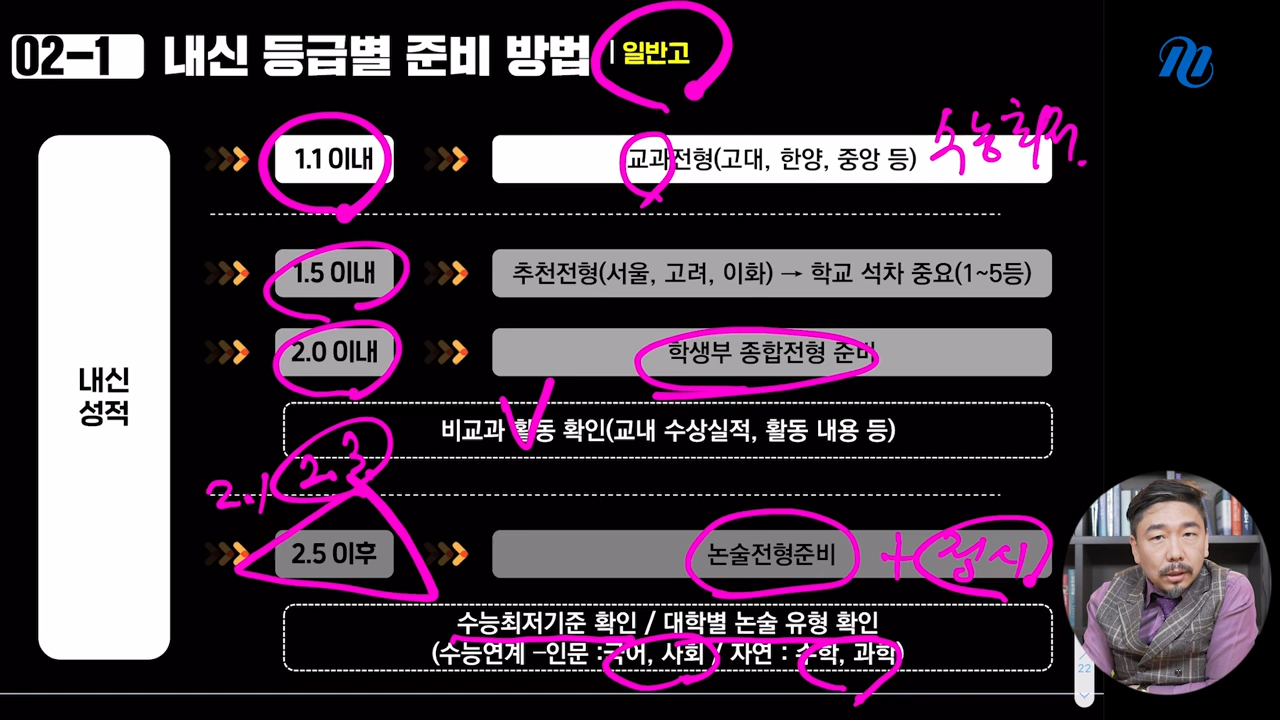 02-1 내신 등급별 준비 방법 | 일반고
내신
성적
1.1 이내
교과전형(고대, 한양, 중앙 등)
수능최저.
1.5 이내
추천전형(서울, 고려, 이화) → 학교 석차 중요(1~5등)
2.0 이내
학생부 종합전형 준비
비교과 활동 확인(교내 수상실적, 활동 내용 등)
2.1
2.3
2.5 이후
논술전형준비
+ 정시
수능최저기준 확인 / 대학별 논술 유형 확인
(수능연계 –인문 :국어, 사회 / 자연 : 수학, 과학)
22